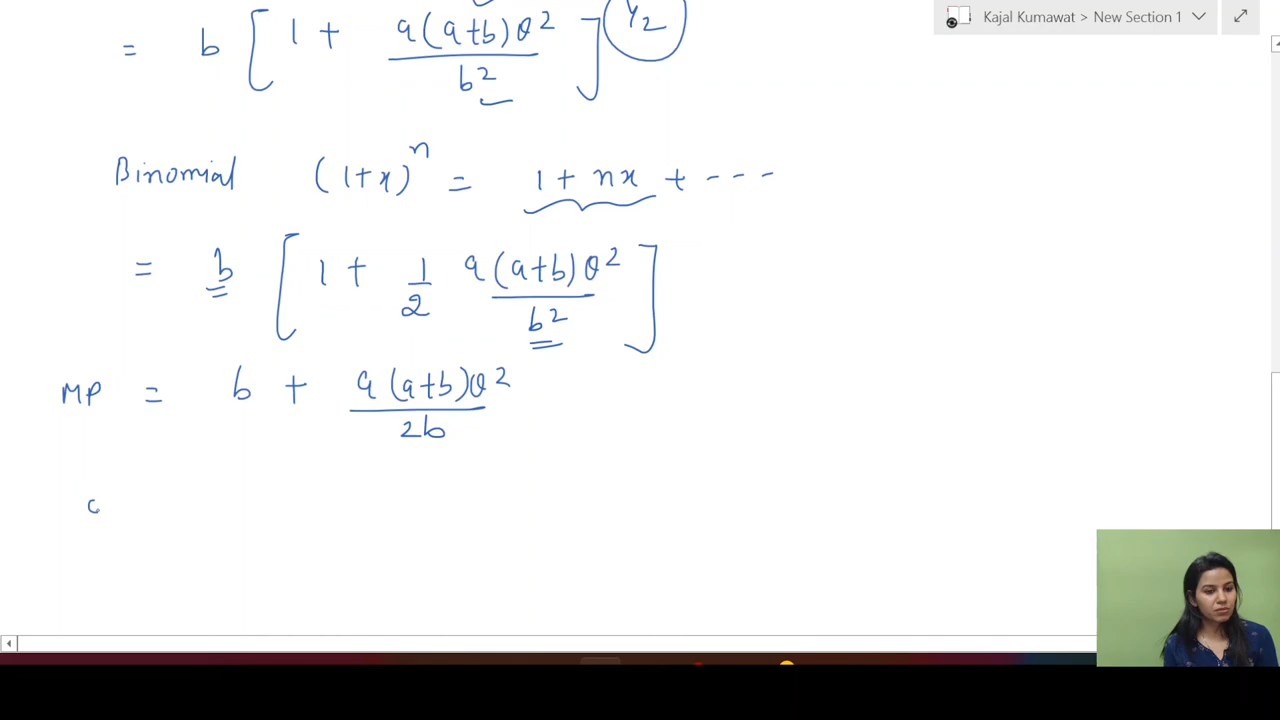 Kajal Kumawat > New Section 1
= b [ 1 + a(a+b)θ² / b² ]^1/2
Binomial (1+x)^n = 1 + nx + ---
= b [ 1 + 1/2 a(a+b)θ² / b² ]
MP = b + a(a+b)θ² / 2b